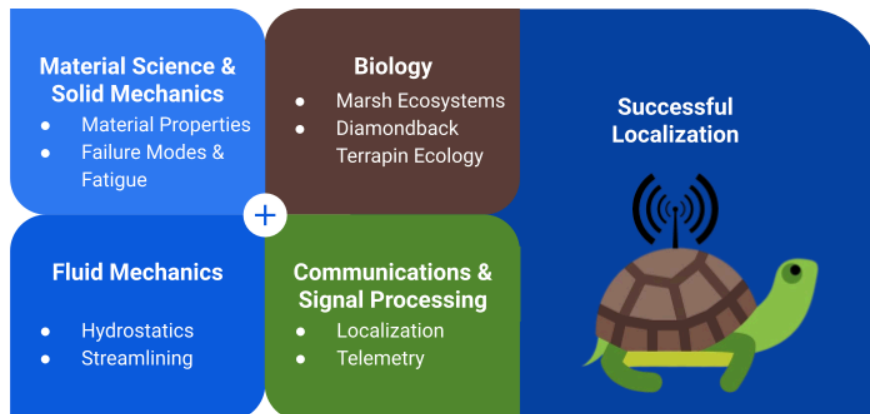 Material Science &
Solid Mechanics
● Material Properties
● Failure Modes &
Fatigue
Biology
● Marsh Ecosystems
● Diamondback
Terrapin Ecology
+
Fluid Mechanics
● Hydrostatics
● Streamlining
Communications &
Signal Processing
● Localization
● Telemetry
Successful
Localization